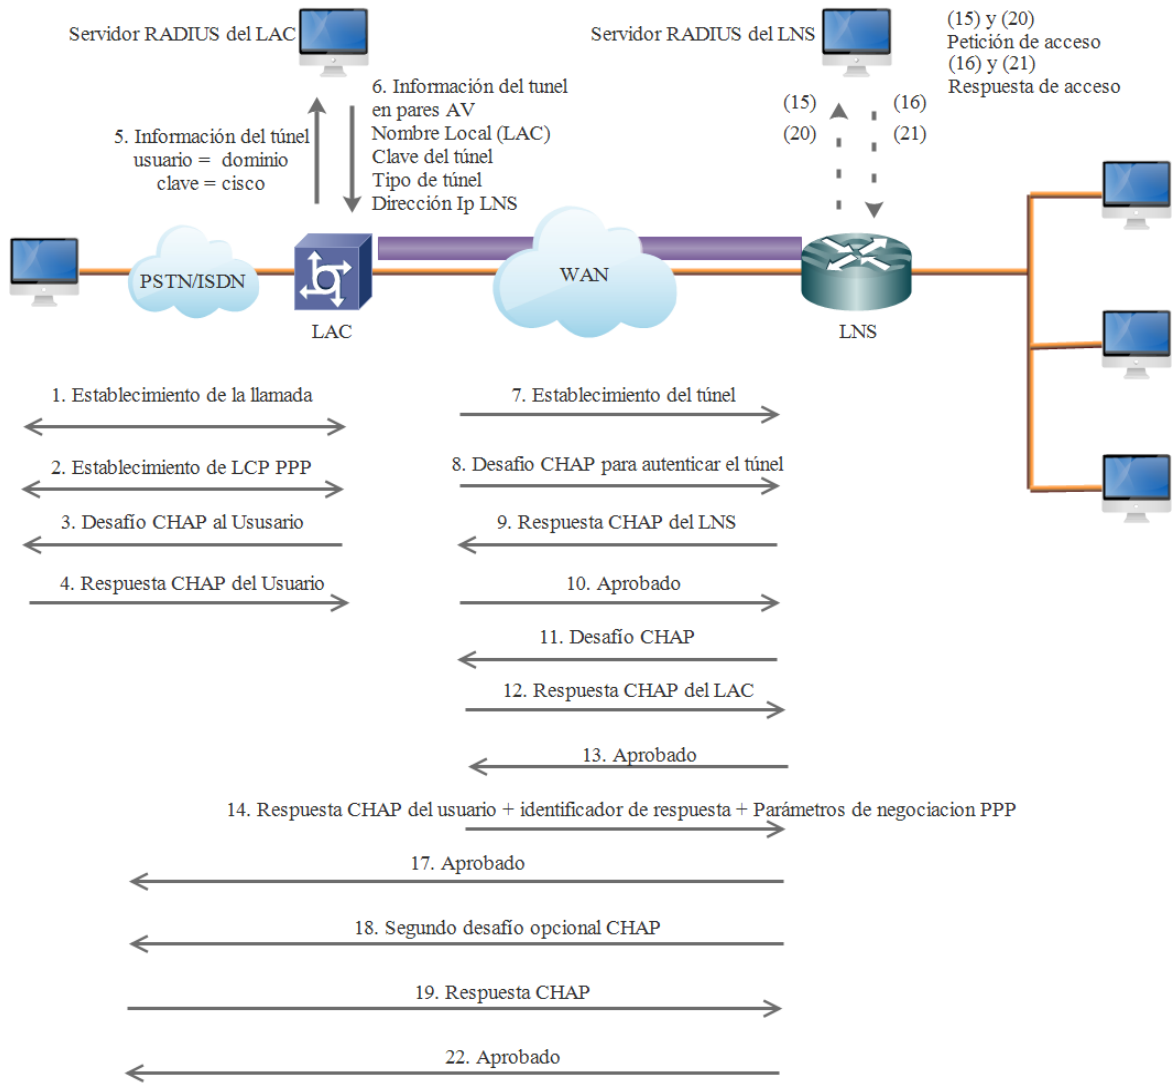 Servidor RADIUS del LAC
Servidor RADIUS del LNS
(15) y (20)
Petición de acceso
(16) y (21)
Respuesta de acceso
5. Información del túnel
usuario = dominio
clave = cisco
6. Información del tunel
en pares AV
Nombre Local (LAC)
Clave del túnel
Tipo de túnel
Dirección Ip LNS
(15)
(20)
(16)
(21)
PSTN/ISDN
LAC
WAN
LNS
1. Establecimiento de la llamada
2. Establecimiento de LCP PPP
3. Desafío CHAP al Ususario
4. Respuesta CHAP del Usuario
7. Establecimiento del túnel
8. Desafio CHAP para autenticar el túnel
9. Respuesta CHAP del LNS
10. Aprobado
11. Desafío CHAP
12. Respuesta CHAP del LAC
13. Aprobado
14. Respuesta CHAP del usuario + identificador de respuesta + Parámetros de negociacion PPP
17. Aprobado
18. Segundo desafío opcional CHAP
19. Respuesta CHAP
22. Aprobado